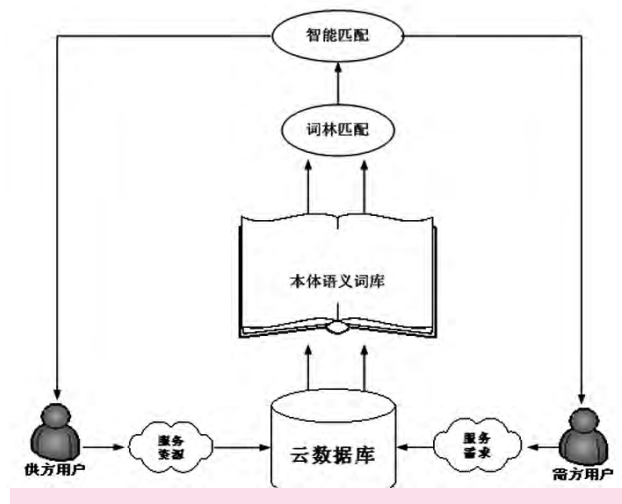 智能匹配
词林匹配
本体语义词库
服务
资源
服务
需求
云数据库
供方用户
需方用户